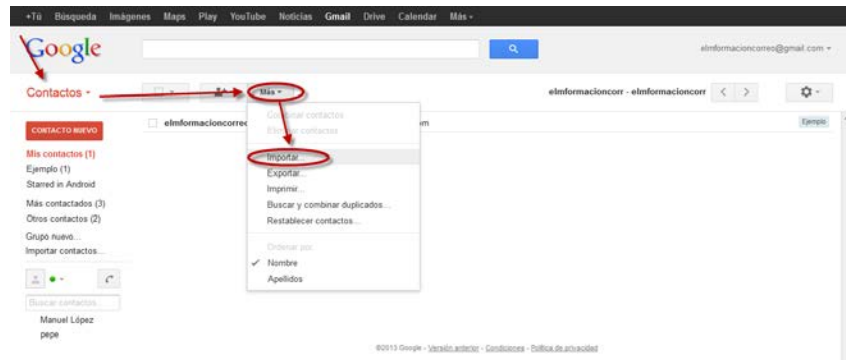 +Tú Búsqueda Imágenes Maps Play YouTube Noticias Gmail Drive Calendar Más
Google
elmformacioncorreo@gmail.com
Contactos
Más
elmformacioncorr - elmformacioncorr
CONTACTO NUEVO
elmformacioncorreo
Ejemplo
Mis contactos (1)
Ejemplo (1)
Starred in Android
Más contactados (3)
Otros contactos (2)
Grupo nuevo...
Importar contactos...
Buscar contactos...
Manuel López
pepe
Combinar contactos
Eliminar contactos
Importar...
Exportar...
Imprimir...
Buscar y combinar duplicados...
Restablecer contactos...
Ordenar por:
Nombre
Apellidos
©2013 Google - Versión anterior - Condiciones - Política de privacidad